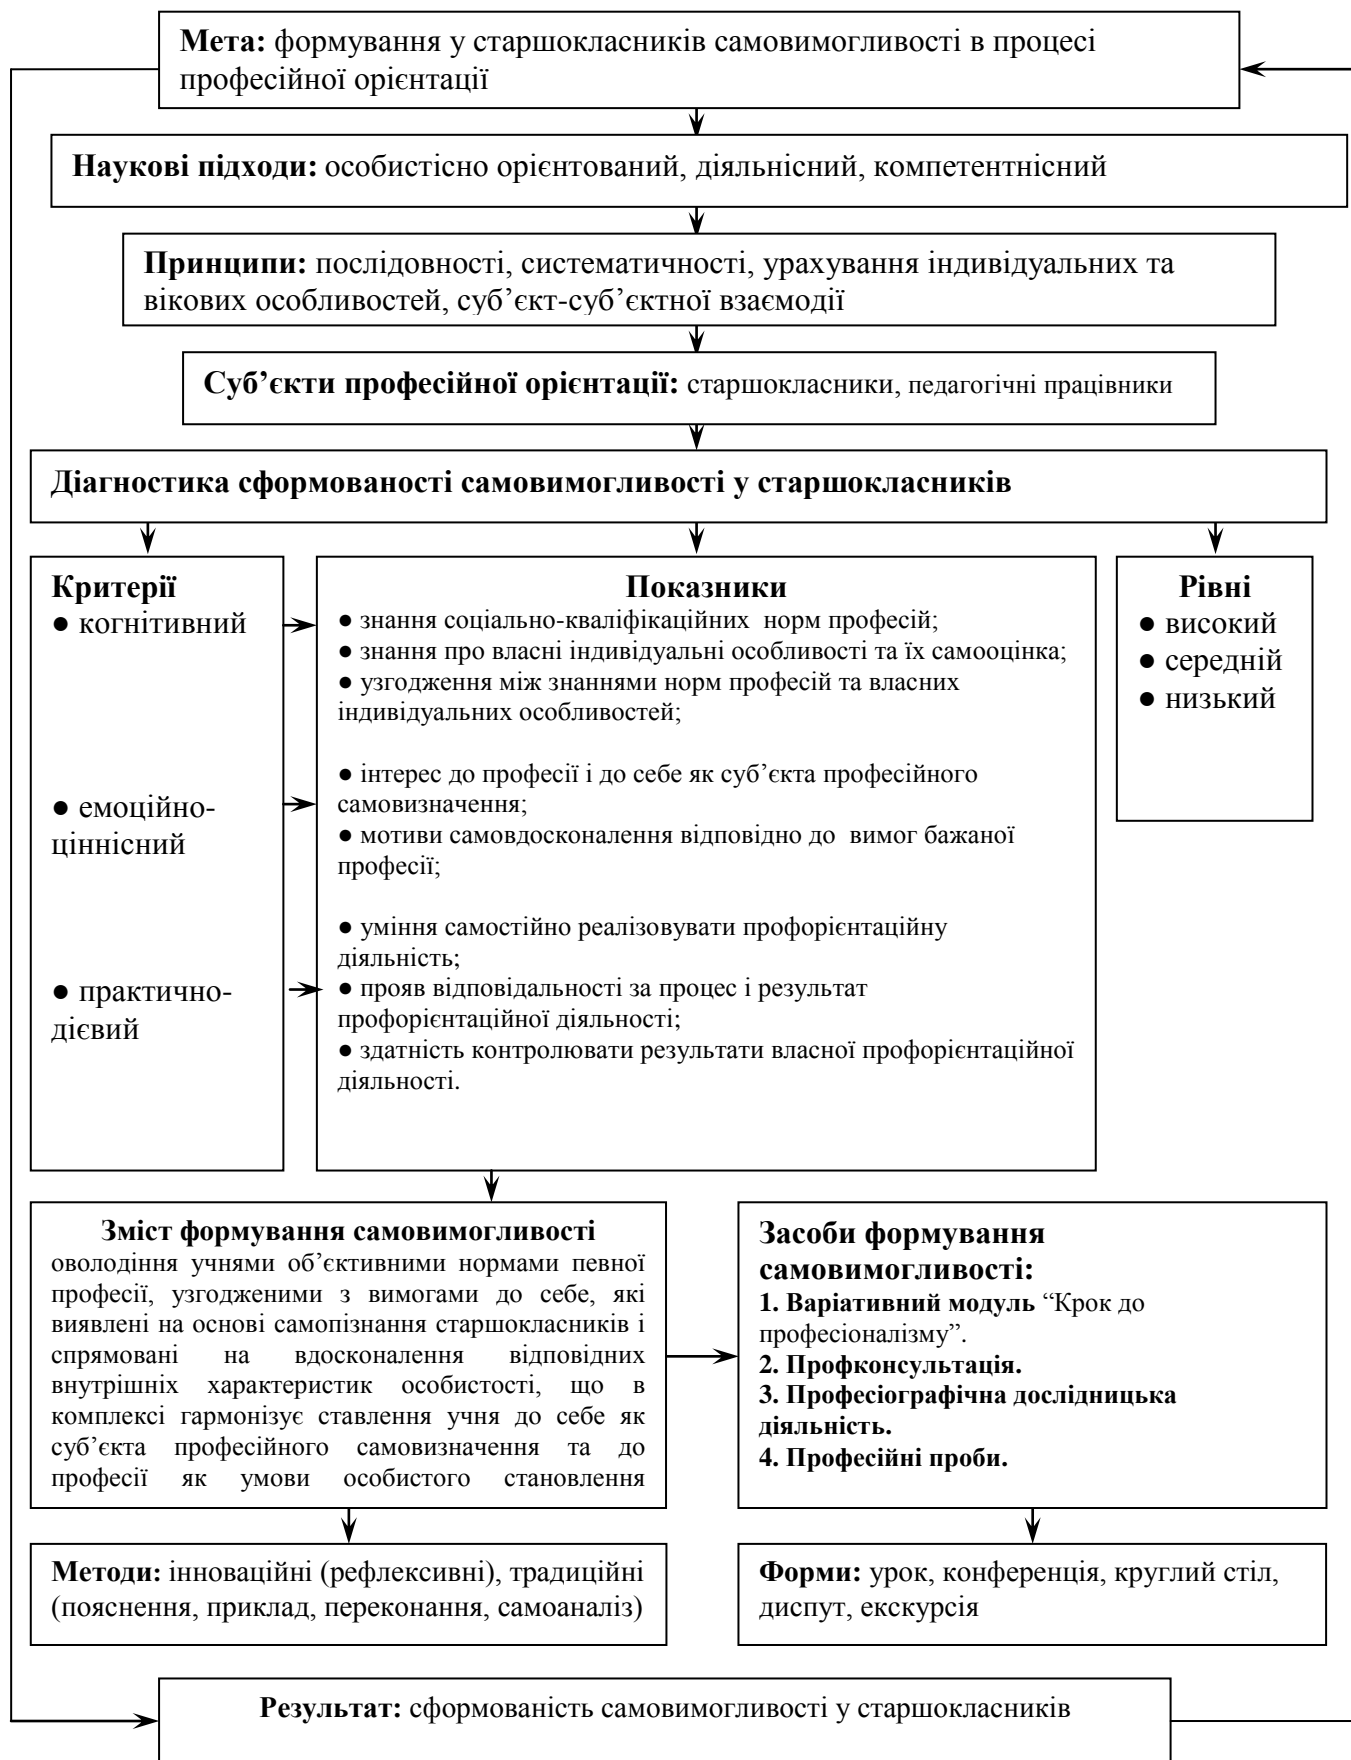 Мета: формування у старшокласників самовимогливості в процесі
професійної орієнтації
Наукові підходи: особистісно орієнтований, діяльнісний, компетентнісний
Принципи: послідовності, систематичності, урахування індивідуальних та
вікових особливостей, суб’єкт-суб’єктної взаємодії
Суб’єкти професійної орієнтації: старшокласники, педагогічні працівники
Діагностика сформованості самовимогливості у старшокласників
Критерії
● когнітивний
● емоційно-
ціннісний
● практично-
дієвий
Показники
● знання соціально-кваліфікаційних норм професій;
● знання про власні індивідуальні особливості та їх самооцінка;
● узгодження між знаннями норм професій та власних
індивідуальних особливостей;
● інтерес до професії і до себе як суб’єкта професійного
самовизначення;
● мотиви самовдосконалення відповідно до вимог бажаної
професії;
● уміння самостійно реалізовувати профорієнтаційну
діяльність;
● прояв відповідальності за процес і результат
профорієнтаційної діяльності;
● здатність контролювати результати власної профорієнтаційної
діяльності.
Рівні
● високий
● середній
● низький
Зміст формування самовимогливості
оволодіння учнями об’єктивними нормами певної
професії, узгодженими з вимогами до себе, які
виявлені на основі самопізнання старшокласників і
спрямовані на вдосконалення відповідних
внутрішніх характеристик особистості, що в
комплексі гармонізує ставлення учня до себе як
суб’єкта професійного самовизначення та до
професії як умови особистого становлення
Засоби формування
самовимогливості:
1. Варіативний модуль “Крок до
професіоналізму”.
2. Профконсультація.
3. Професіографічна дослідницька
діяльність.
4. Професійні проби.
Методи: інноваційні (рефлексивні), традиційні
(пояснення, приклад, переконання, самоаналіз)
Форми: урок, конференція, круглий стіл,
диспут, екскурсія
Результат: сформованість самовимогливості у старшокласників